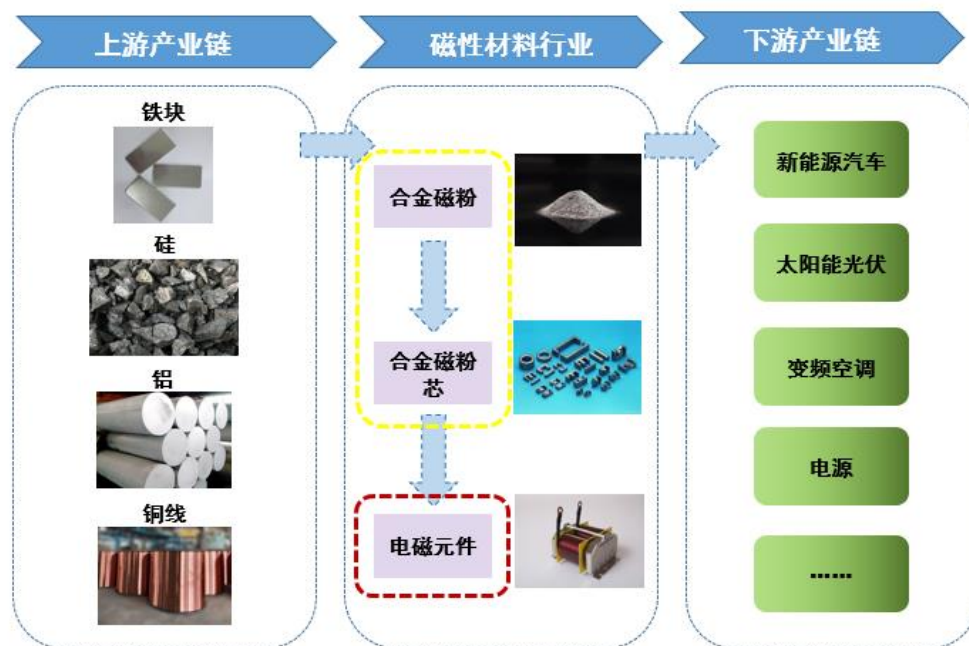 上游产业链
磁性材料行业
下游产业链
铁块
硅
铝
铜线
合金磁粉
合金磁粉
芯
电磁元件
新能源汽车
太阳能光伏
变频空调
电源
……